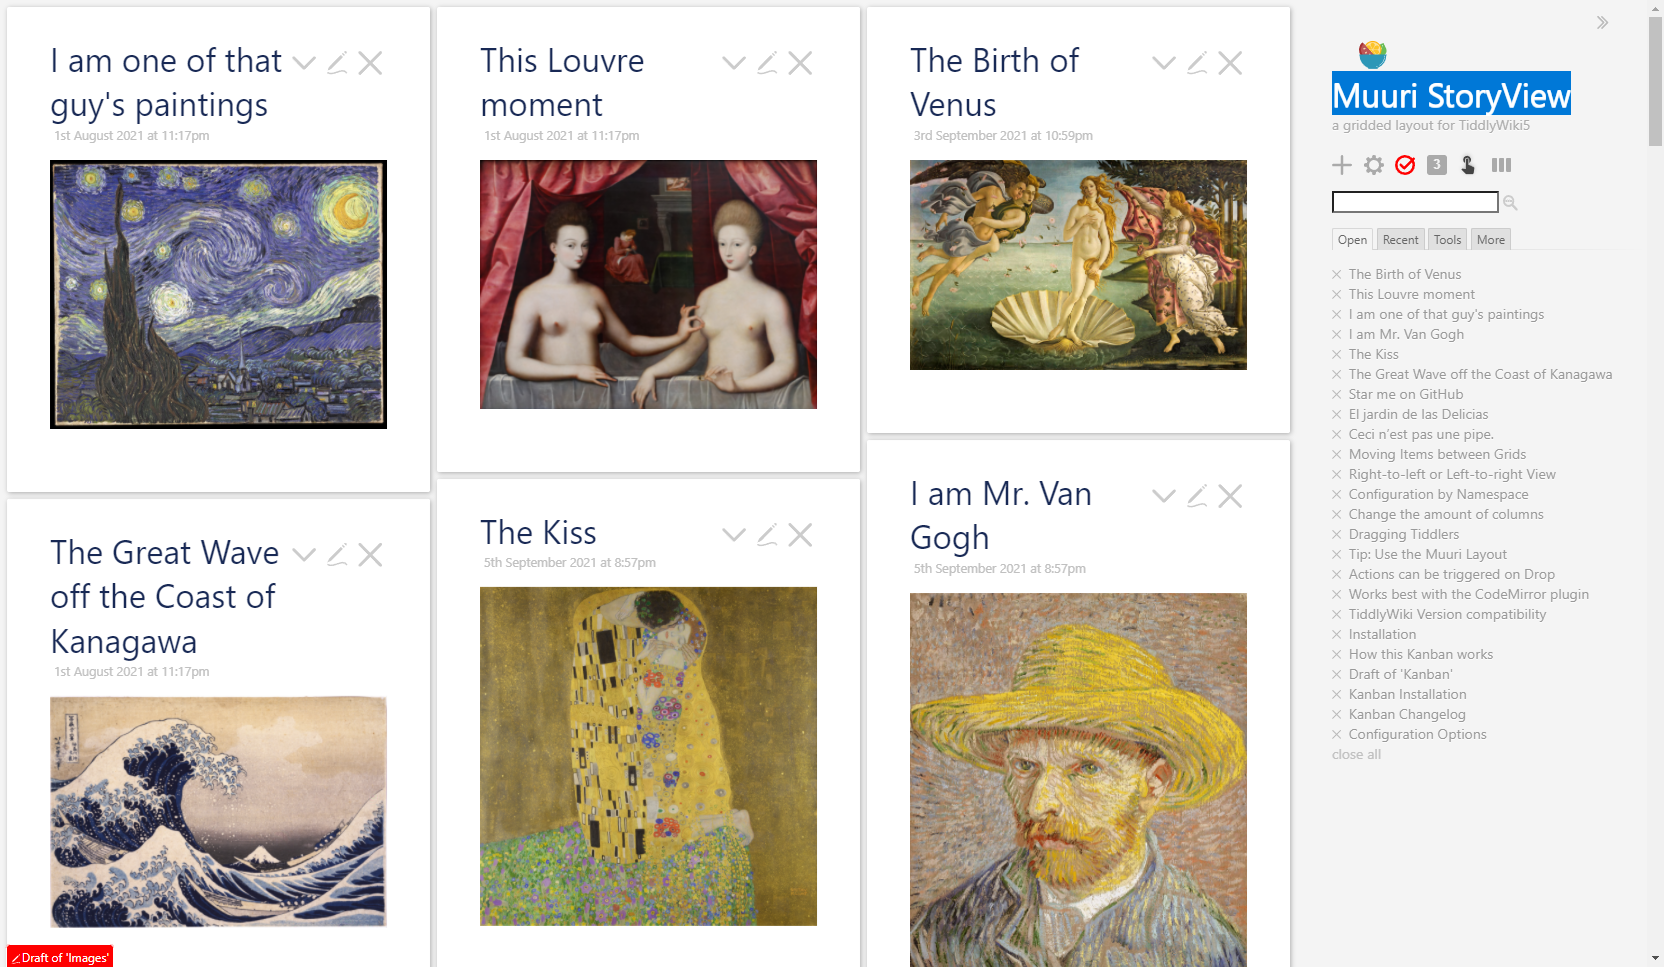 I am one of that
guy's paintings
1st August 2021 at 11:17pm
This Louvre
moment
1st August 2021 at 11:17pm
The Birth of
Venus
3rd September 2021 at 10:59pm
The Great Wave
off the Coast of
Kanagawa
1st August 2021 at 11:17pm
The Kiss
5th September 2021 at 8:57pm
I am Mr. Van
Gogh
5th September 2021 at 8:57pm
Draft of 'Images'
Muuri StoryView
a gridded layout for TiddlyWiki5
3
Open Recent Tools More
The Birth of Venus
This Louvre moment
I am one of that guy's paintings
I am Mr. Van Gogh
The Kiss
The Great Wave off the Coast of Kanagawa
Star me on GitHub
El jardin de las Delicias
Ceci n'est pas une pipe.
Moving Items between Grids
Right-to-left or Left-to-right View
Configuration by Namespace
Change the amount of columns
Dragging Tiddlers
Tip: Use the Muuri Layout
Actions can be triggered on Drop
Works best with the CodeMirror plugin
TiddlyWiki Version compatibility
Installation
How this Kanban works
Draft of 'Kanban'
Kanban Installation
Kanban Changelog
Configuration Options
close all